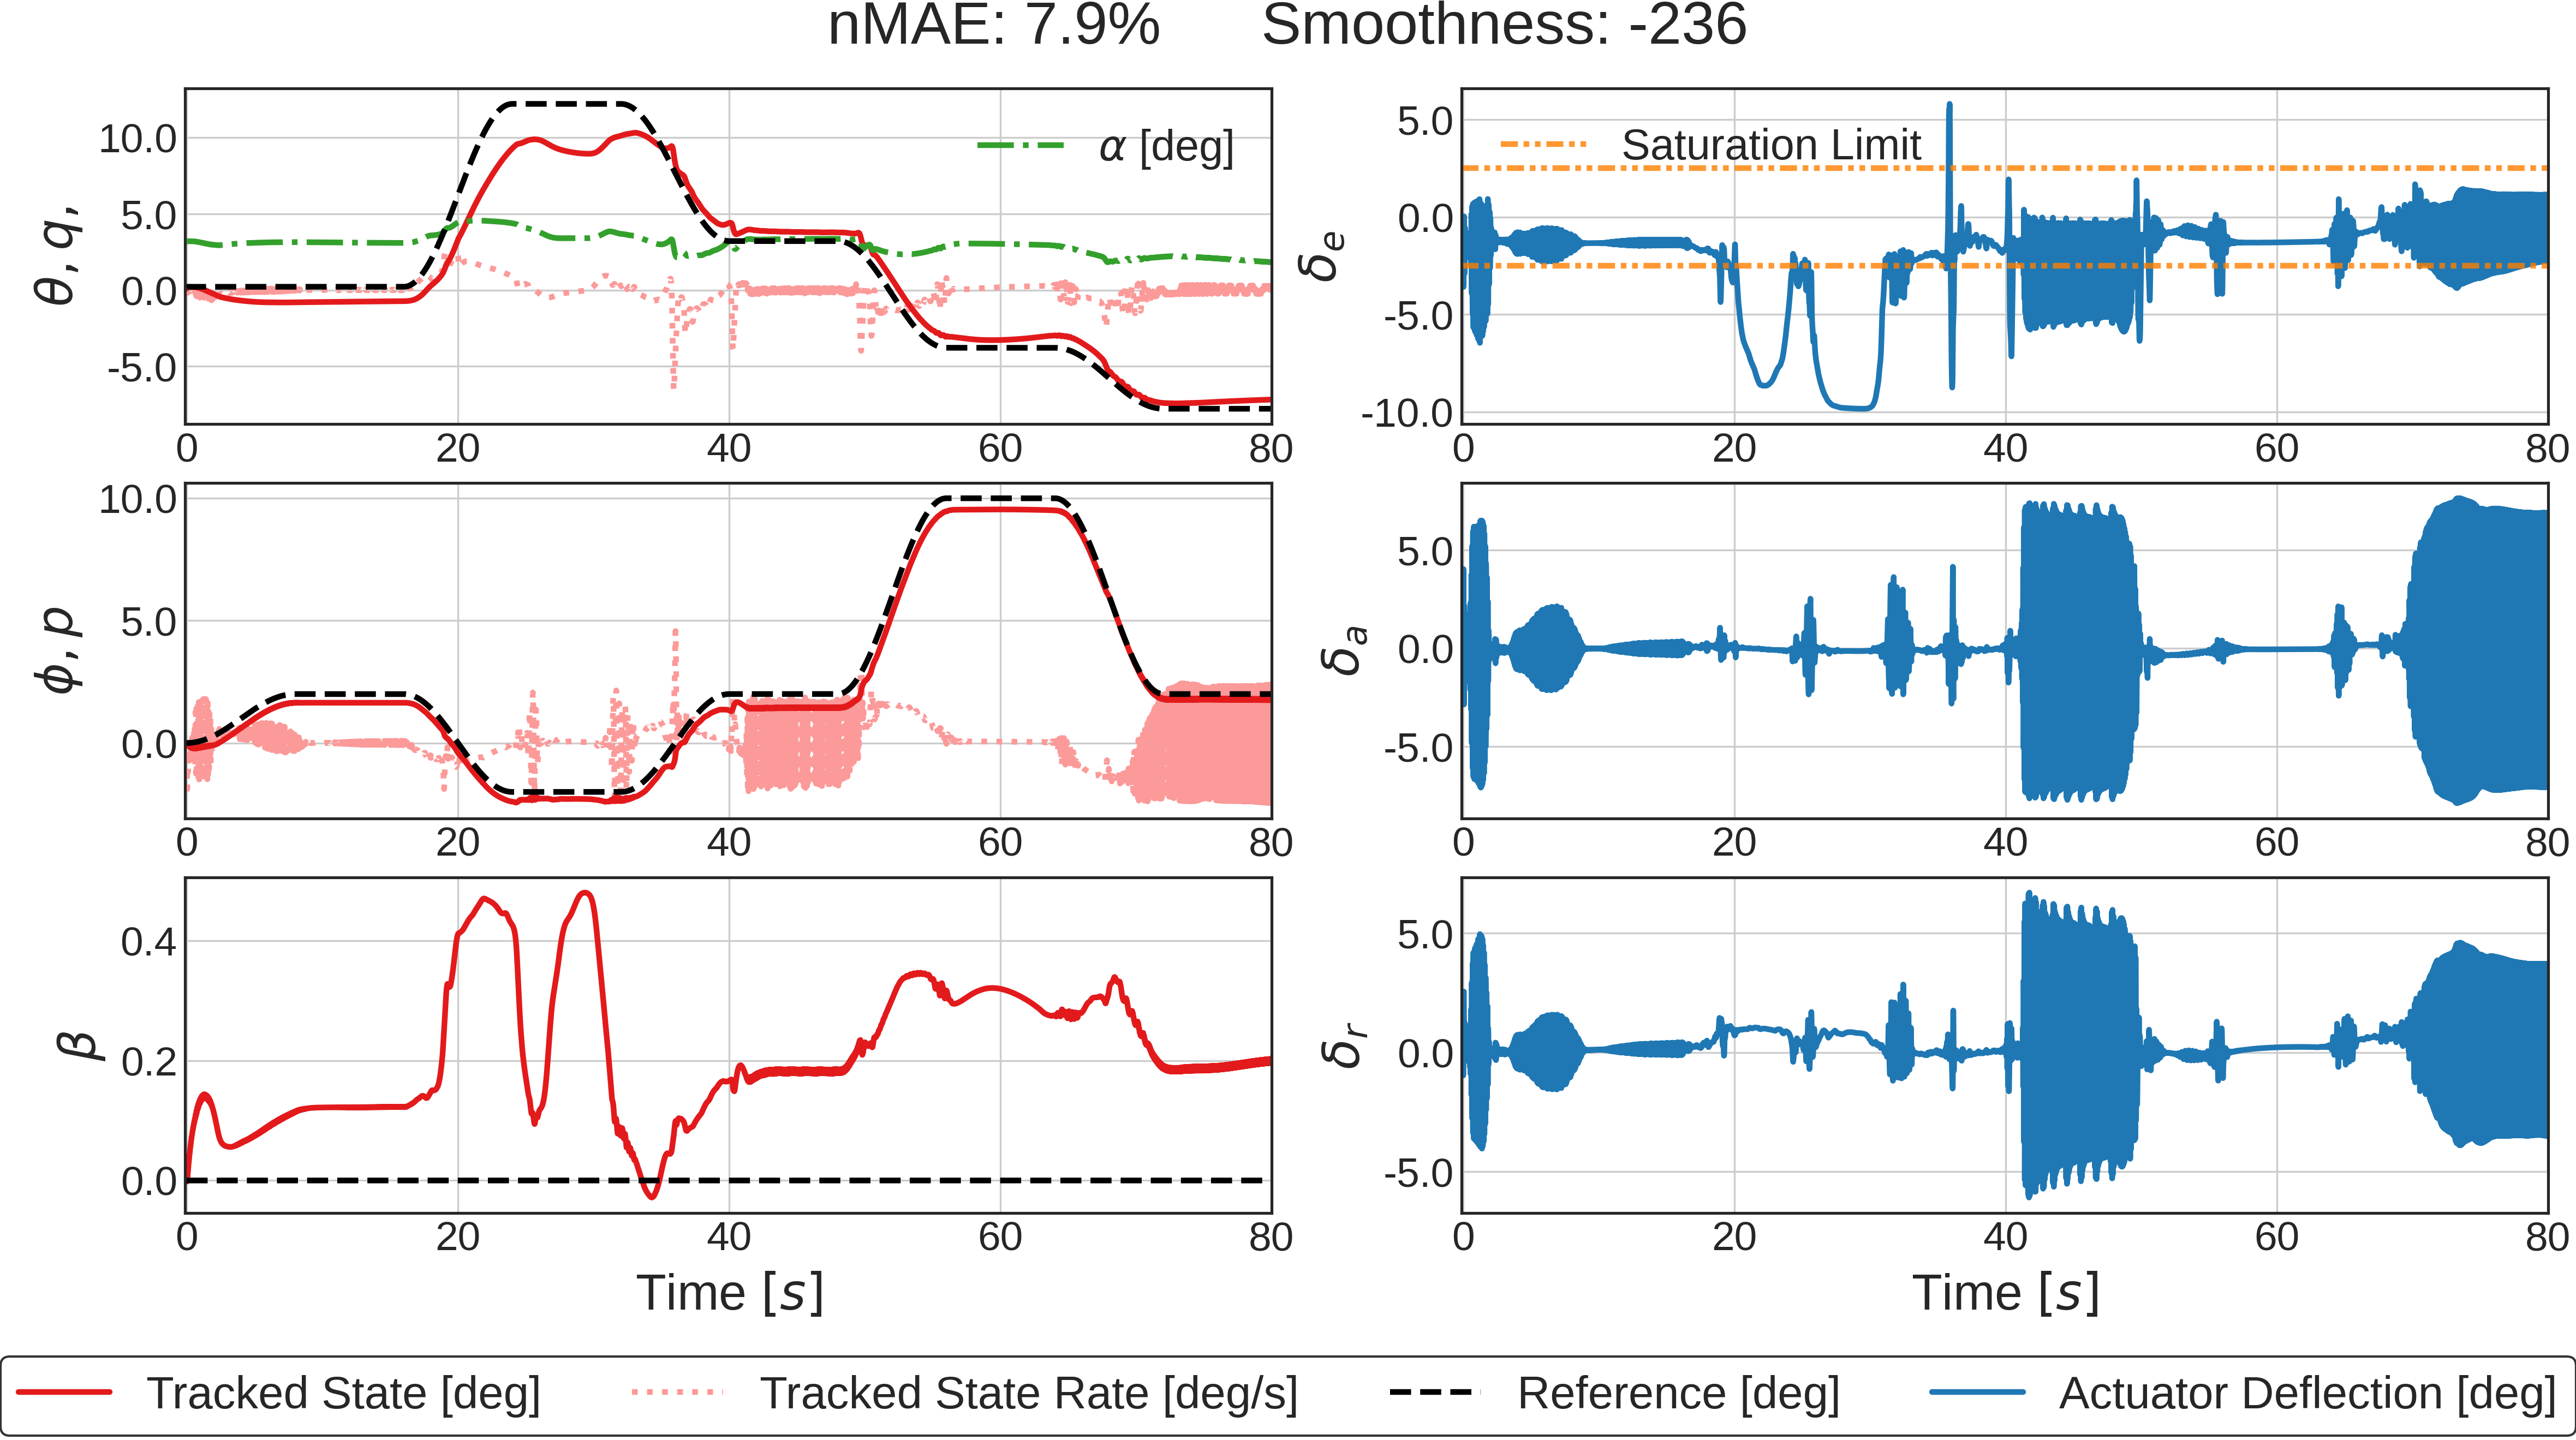 nMAE: 7.9% Smoothness: -236
θ, q,
10.0
5.0
0.0
-5.0
α [deg]
0 20 40 60 80
δe
5.0
0.0
-5.0
-10.0
Saturation Limit
0 20 40 60 80
ϕ, p
10.0
5.0
0.0
0 20 40 60 80
δa
5.0
0.0
-5.0
0 20 40 60 80
β
0.4
0.2
0.0
0 20 40 60 80
Time [s]
δr
5.0
0.0
-5.0
0 20 40 60 80
Time [s]
Tracked State [deg] Tracked State Rate [deg/s] Reference [deg] Actuator Deflection [deg]